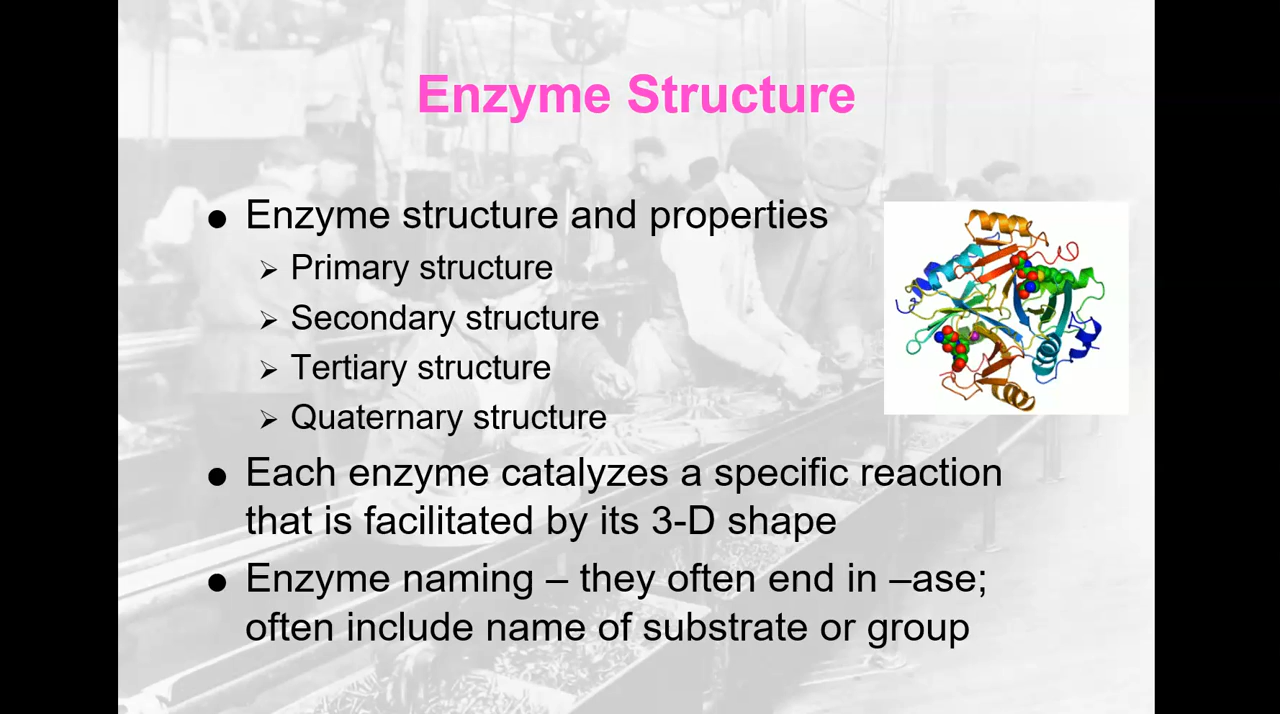 Enzyme Structure
● Enzyme structure and properties
➢ Primary structure
➢ Secondary structure
➢ Tertiary structure
➢ Quaternary structure
● Each enzyme catalyzes a specific reaction
that is facilitated by its 3-D shape
● Enzyme naming – they often end in –ase;
often include name of substrate or group